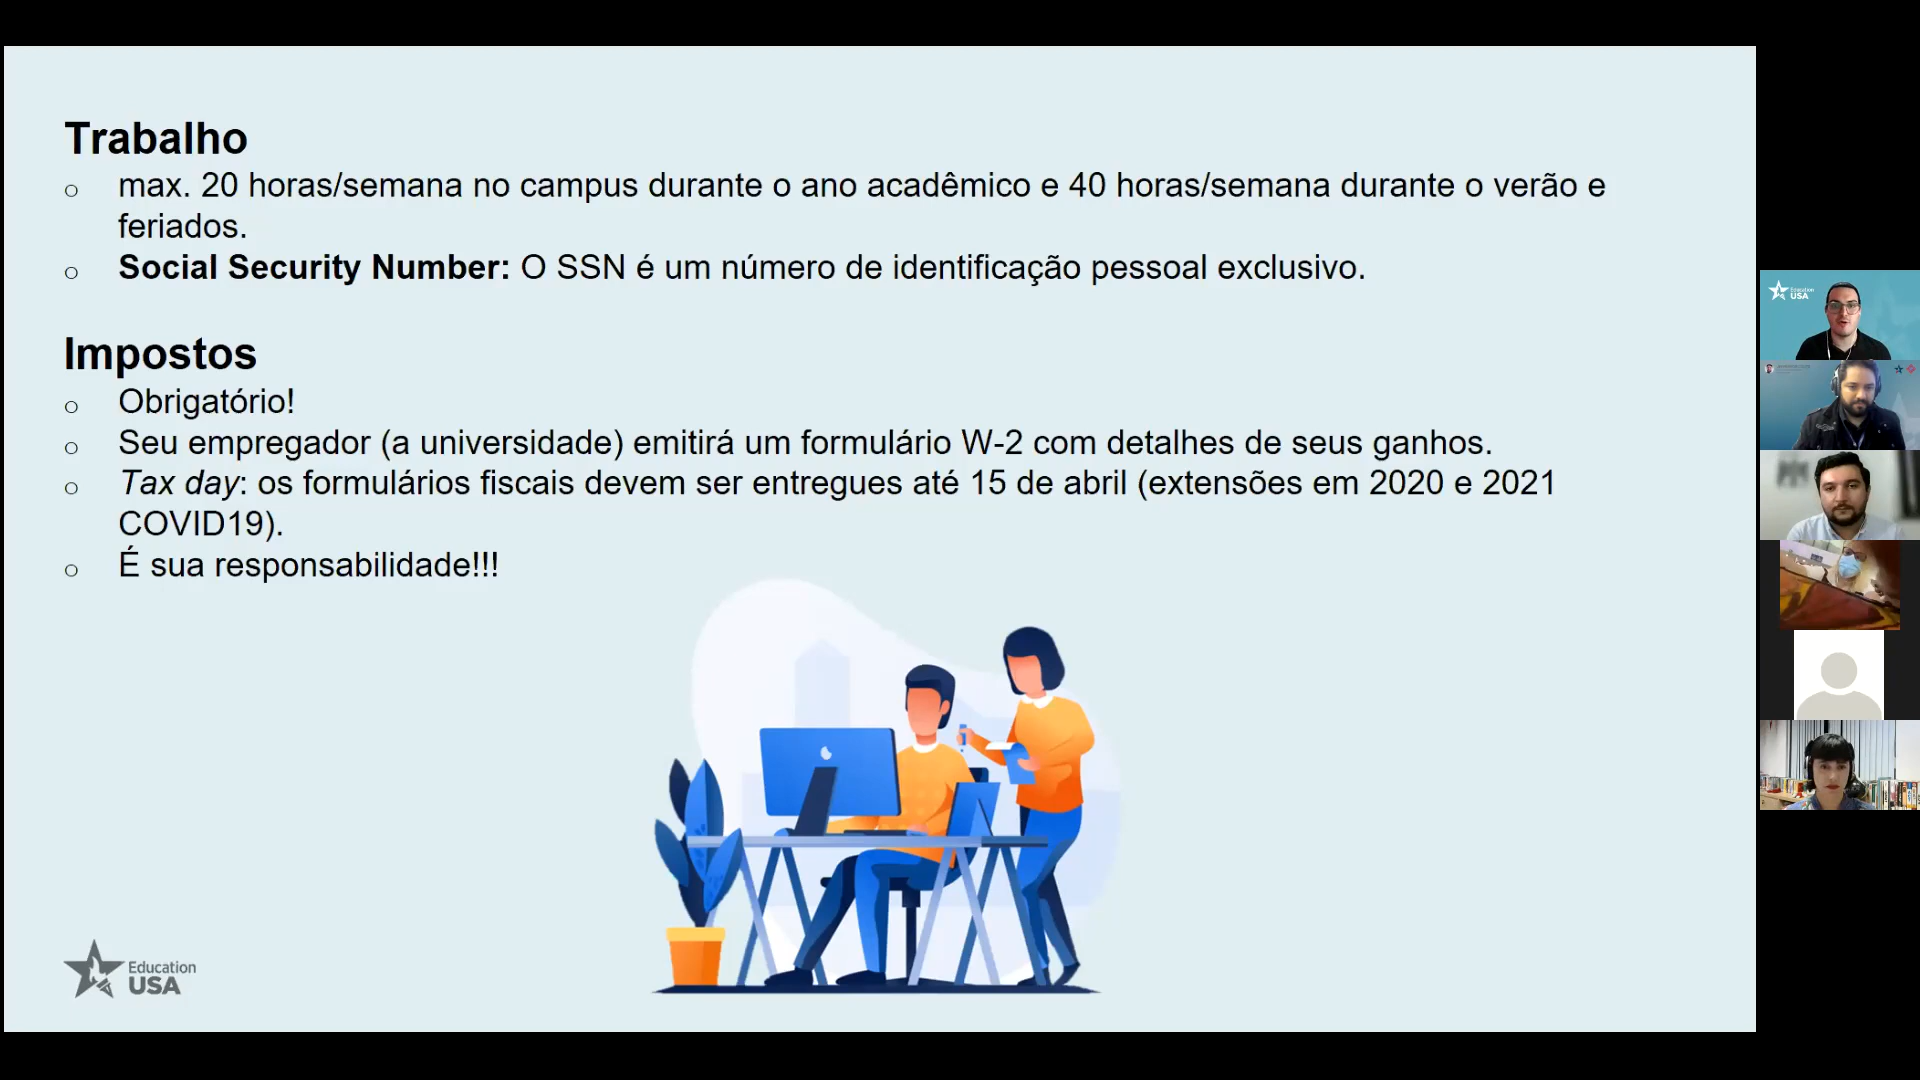 Trabalho
o max. 20 horas/semana no campus durante o ano acadêmico e 40 horas/semana durante o verão e
feriados.
o Social Security Number: O SSN é um número de identificação pessoal exclusivo.
Impostos
o Obrigatório!
o Seu empregador (a universidade) emitirá um formulário W-2 com detalhes de seus ganhos.
o Tax day: os formulários fiscais devem ser entregues até 15 de abril (extensões em 2020 e 2021
COVID19).
o É sua responsabilidade!!!
Education
USA
Education
USA